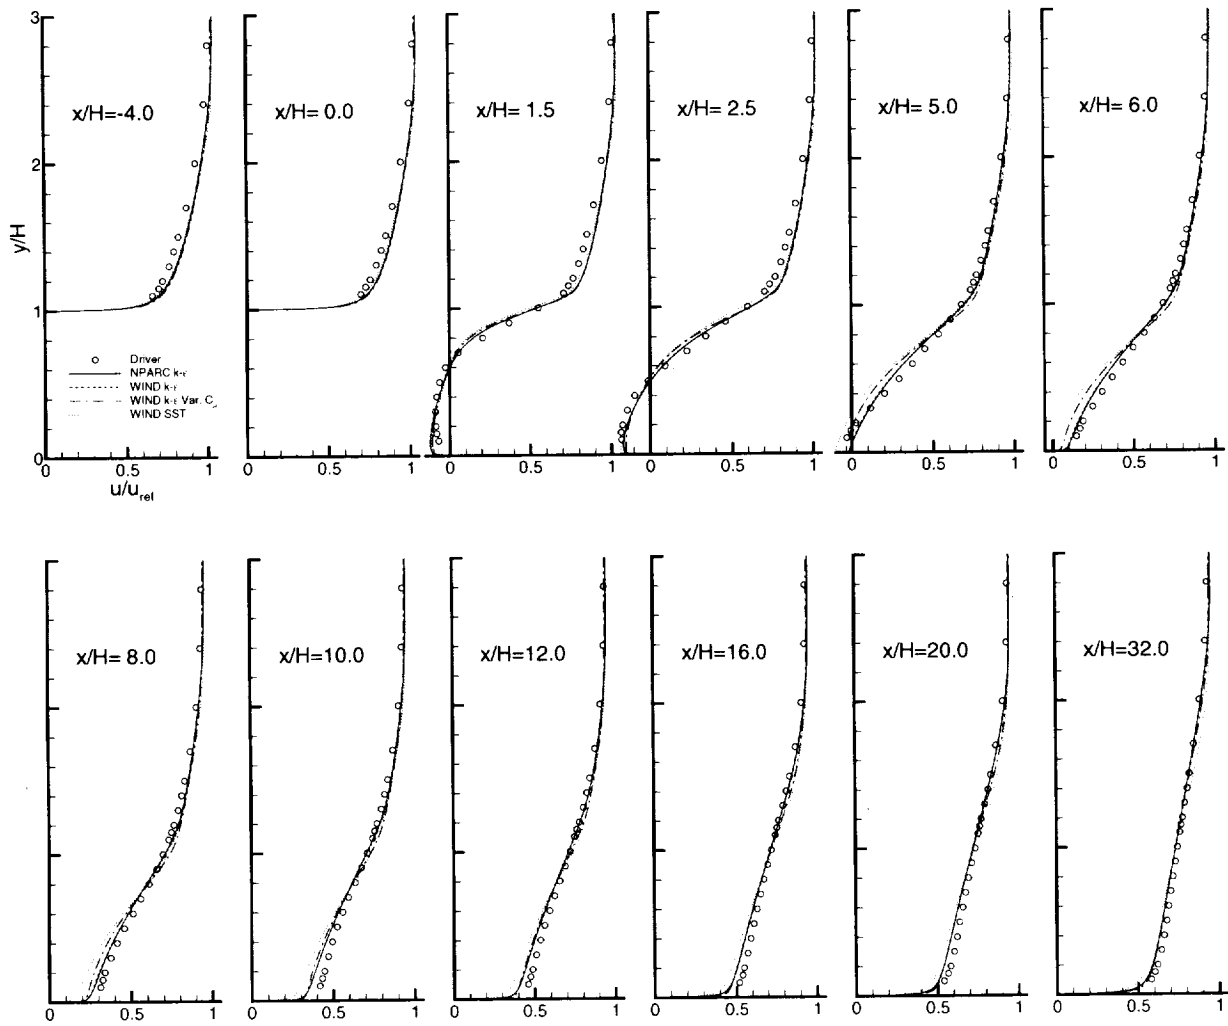 3
2
1
0
y/H
x/H=-4.0
x/H= 0.0
x/H= 1.5
x/H= 2.5
x/H= 5.0
x/H= 6.0
Driver
NPARC k-ε
WIND k-ε
WIND k-ε Var. C
WIND SST
0 0.5 1
0 0.5 1
0 0.5 1
0 0.5 1
0 0.5 1
0 0.5 1
u/u_rel
x/H= 8.0
x/H=10.0
x/H=12.0
x/H=16.0
x/H=20.0
x/H=32.0
0 0.5 1
0 0.5 1
0 0.5 1
0 0.5 1
0 0.5 1
0 0.5 1